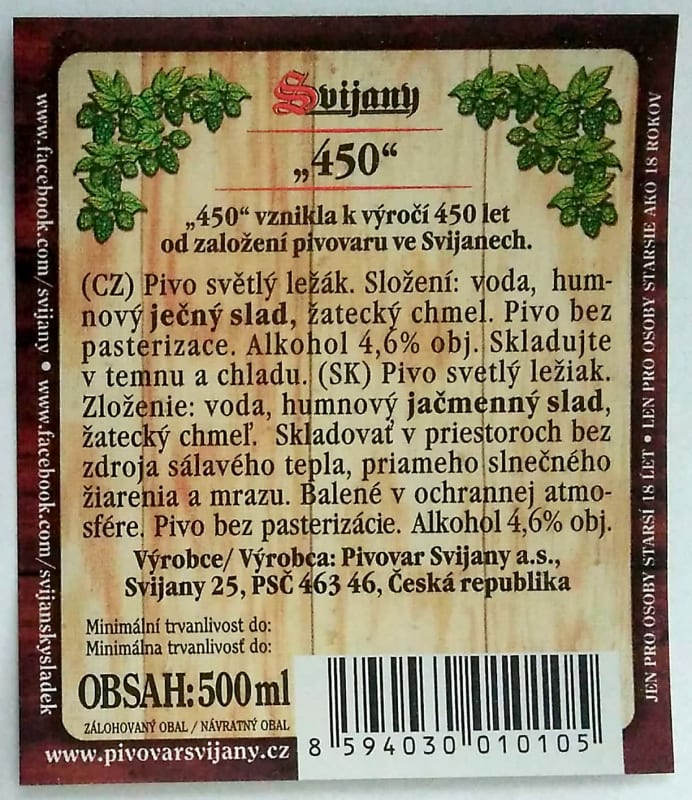 Svijany
„450“
„450“ vznikla k výročí 450 let
od založení pivovaru ve Svijanech.
(CZ) Pivo světlý ležák. Složení: voda, hum-
nový ječný slad, žatecký chmel. Pivo bez
pasterizace. Alkohol 4,6% obj. Skladujte
v temnu a chladu. (SK) Pivo svetlý ležiak.
Zloženie: voda, humnový jačmenný slad,
žatecký chmeľ. Skladovať v priestoroch bez
zdroja sálavého tepla, priameho slnečného
žiarenia a mrazu. Balené v ochrannej atmo-
sfére. Pivo bez pasterizácie. Alkohol 4,6% obj.
Výrobce/ Výrobca: Pivovar Svijany a.s.,
Svijany 25, PSČ 463 46, Česká republika
Minimální trvanlivost do:
Minimálna trvanlivosť do:
OBSAH: 500 ml
ZÁLOHOVANÝ OBAL / NÁVRATNÝ OBAL
www.pivovarsvijany.cz
8 594030 010105
www.facebook.com/svijany • www.facebook.com/svijanskysladek
JEN PRO OSOBY STARŠÍ 18 LET • LEN PRO OSOBY STARSIE AKO 18 ROKOV